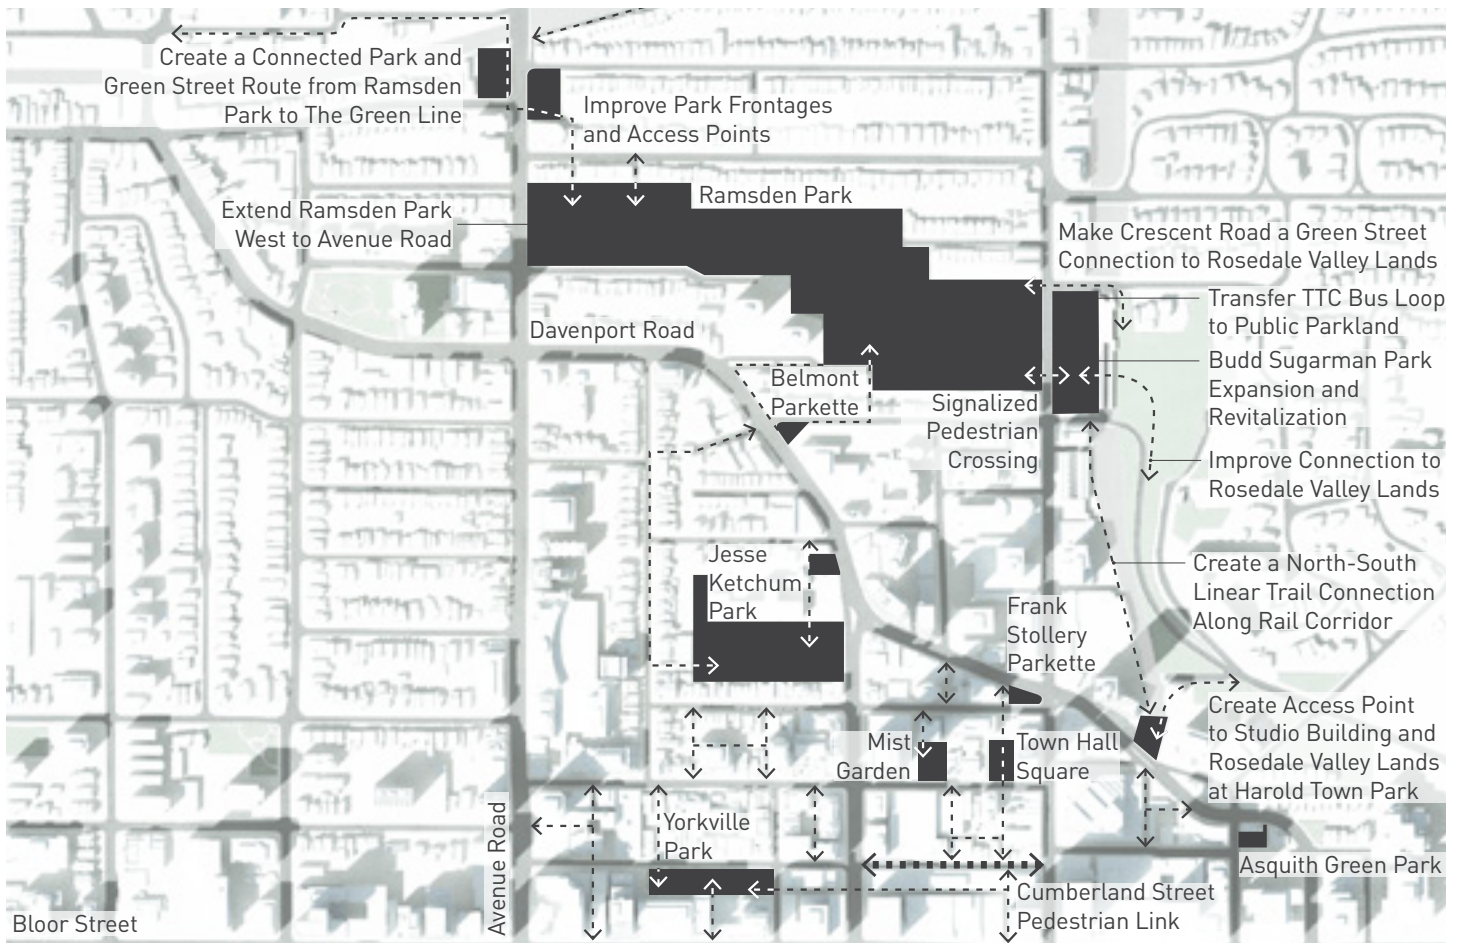 Create a Connected Park and
Green Street Route from Ramsden
Park to The Green Line
Improve Park Frontages
and Access Points
Ramsden Park
Extend Ramsden Park
West to Avenue Road
Make Crescent Road a Green Street
Connection to Rosedale Valley Lands
Transfer TTC Bus Loop
to Public Parkland
Davenport Road
Budd Sugarman Park
Expansion and
Revitalization
Belmont
Parkette
Signalized
Pedestrian
Crossing
Improve Connection to
Rosedale Valley Lands
Jesse
Ketchum
Park
Create a North-South
Linear Trail Connection
Along Rail Corridor
Frank
Stollery
Parkette
Create Access Point
to Studio Building and
Rosedale Valley Lands
at Harold Town Park
Mist
Garden
Town Hall
Square
Avenue Road
Yorkville
Park
Asquith Green Park
Cumberland Street
Pedestrian Link
Bloor Street